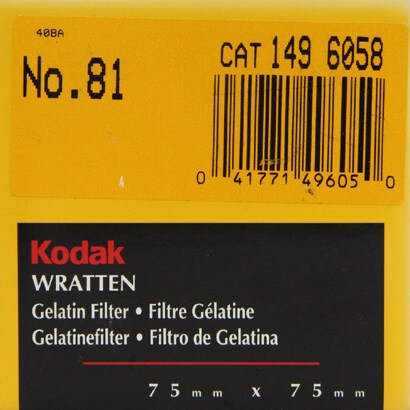 40BA
No.81
CAT 149 6058
0 41771 49605 0
Kodak
WRATTEN
Gelatin Filter • Filtre Gélatine
Gelatinefilter • Filtro de Gelatina
75mm x 75mm